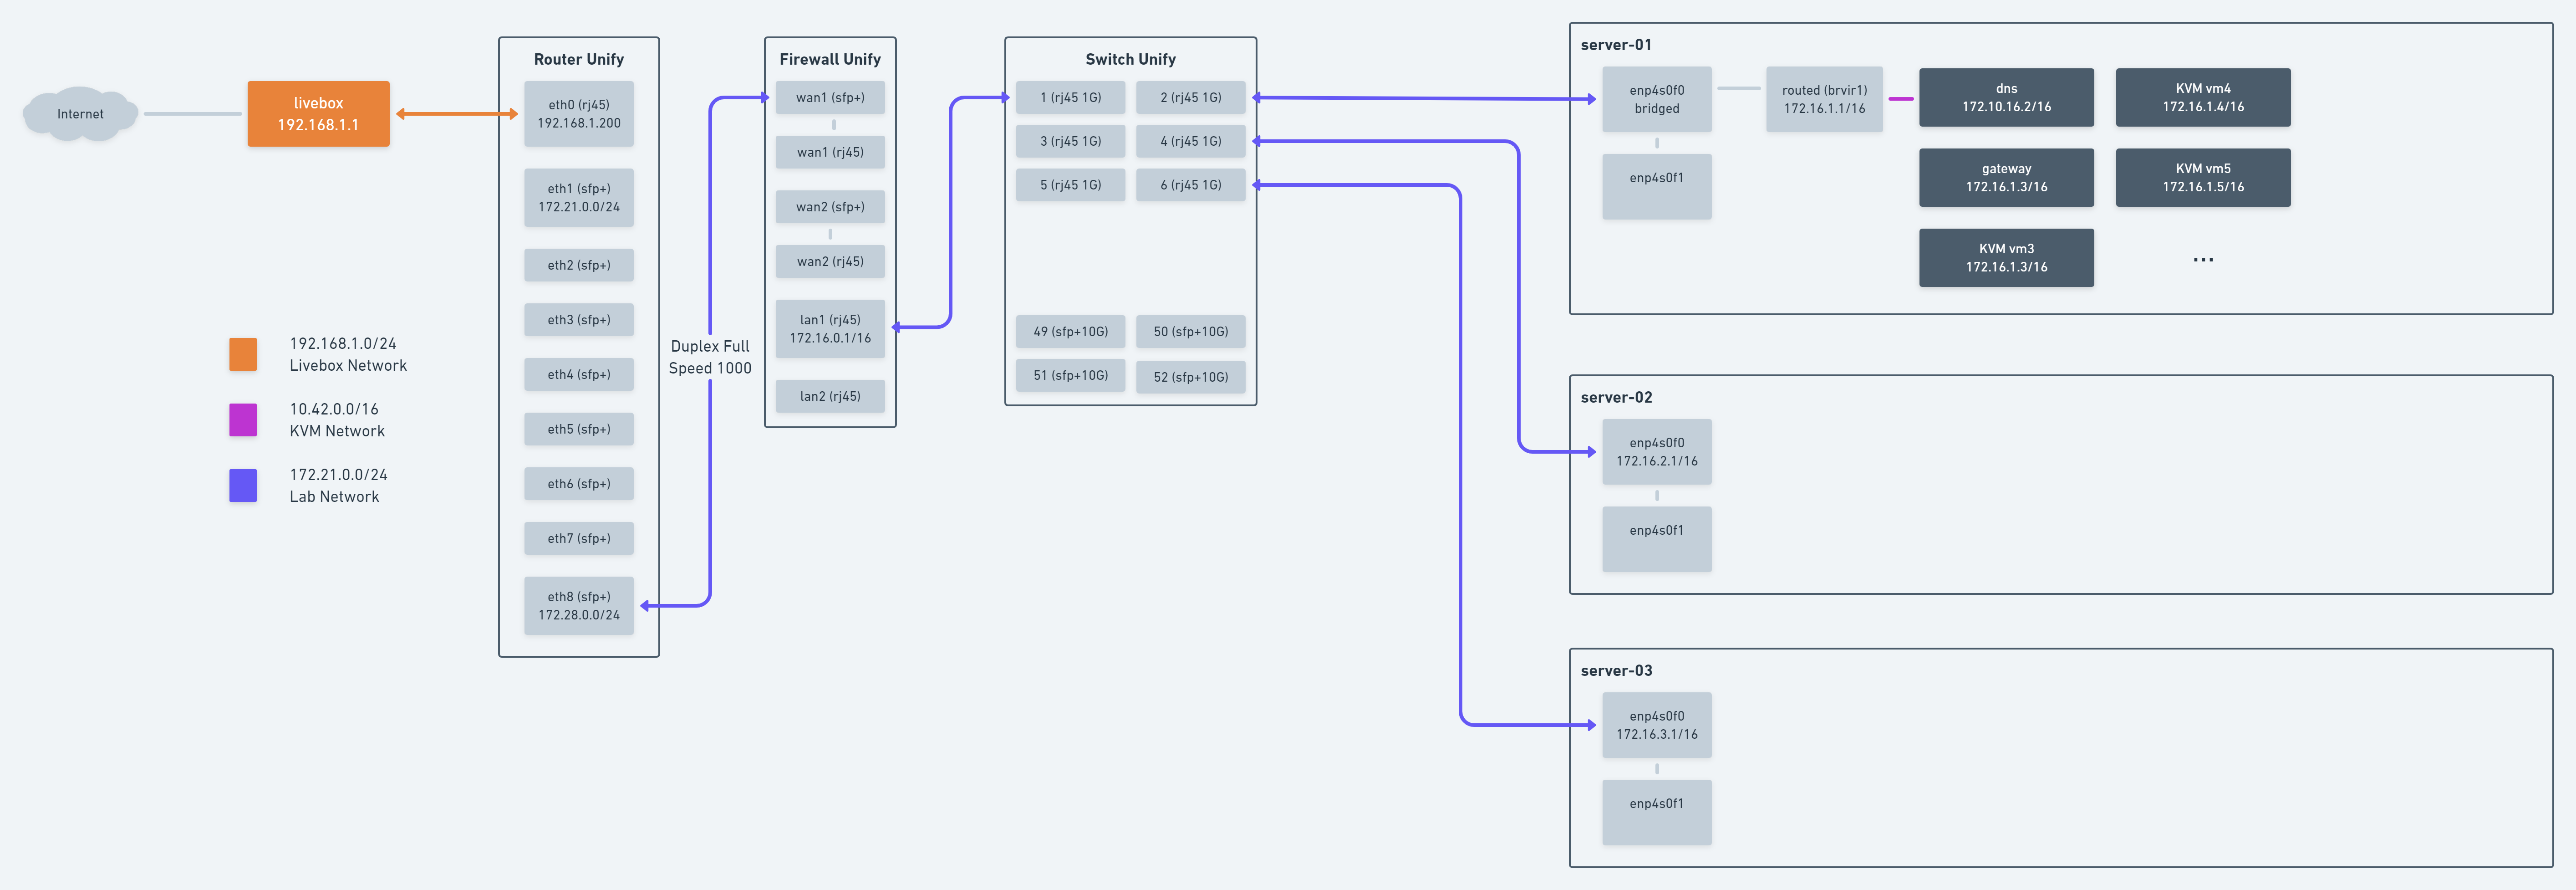 Internet
livebox
192.168.1.1
192.168.1.0/24
Livebox Network
10.42.0.0/16
KVM Network
172.21.0.0/24
Lab Network
Router Unify
eth0 (rj45)
192.168.1.200
eth1 (sfp+)
172.21.0.0/24
eth2 (sfp+)
eth3 (sfp+)
eth4 (sfp+)
eth5 (sfp+)
eth6 (sfp+)
eth7 (sfp+)
eth8 (sfp+)
172.28.0.0/24
Duplex Full
Speed 1000
Firewall Unify
wan1 (sfp+)
wan1 (rj45)
wan2 (sfp+)
wan2 (rj45)
lan1 (rj45)
172.16.0.1/16
lan2 (rj45)
Switch Unify
1 (rj45 1G)
2 (rj45 1G)
3 (rj45 1G)
4 (rj45 1G)
5 (rj45 1G)
6 (rj45 1G)
49 (sfp+10G)
50 (sfp+10G)
51 (sfp+10G)
52 (sfp+10G)
server-01
enp4s0f0
bridged
enp4s0f1
routed (brvir1)
172.16.1.1/16
dns
172.10.16.2/16
KVM vm4
172.16.1.4/16
gateway
172.16.1.3/16
KVM vm5
172.16.1.5/16
KVM vm3
172.16.1.3/16
...
server-02
enp4s0f0
172.16.2.1/16
enp4s0f1
server-03
enp4s0f0
172.16.3.1/16
enp4s0f1